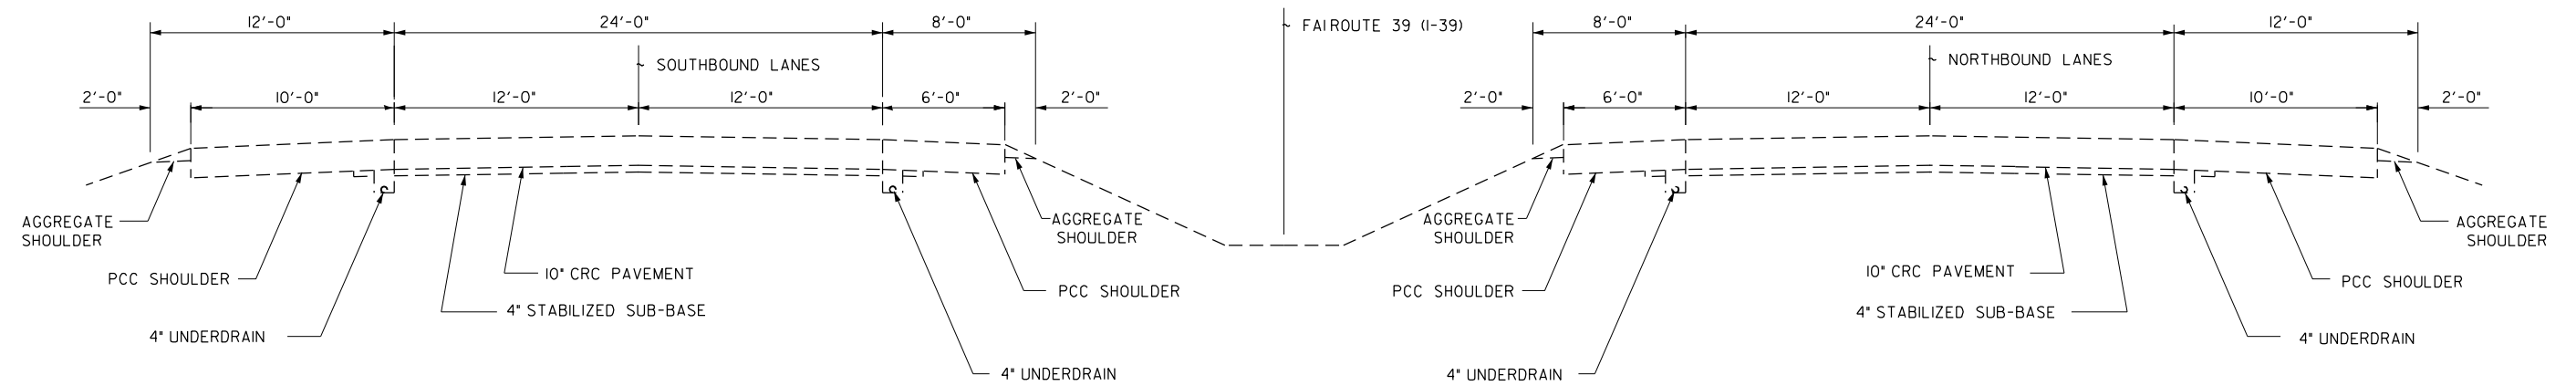 12'-0" 24'-0" 8'-0" FAI ROUTE 39 (I-39) 8'-0" 24'-0" 12'-0"
SOUTHBOUND LANES NORTHBOUND LANES
2'-0" 10'-0" 12'-0" 12'-0" 6'-0" 2'-0" 2'-0" 6'-0" 12'-0" 12'-0" 10'-0" 2'-0"
AGGREGATE
SHOULDER
AGGREGATE
SHOULDER
AGGREGATE
SHOULDER
AGGREGATE
SHOULDER
PCC SHOULDER 10" CRC PAVEMENT PCC SHOULDER PCC SHOULDER 10" CRC PAVEMENT PCC SHOULDER
4" STABILIZED SUB-BASE 4" STABILIZED SUB-BASE
4" UNDERDRAIN 4" UNDERDRAIN
4" UNDERDRAIN 4" UNDERDRAIN